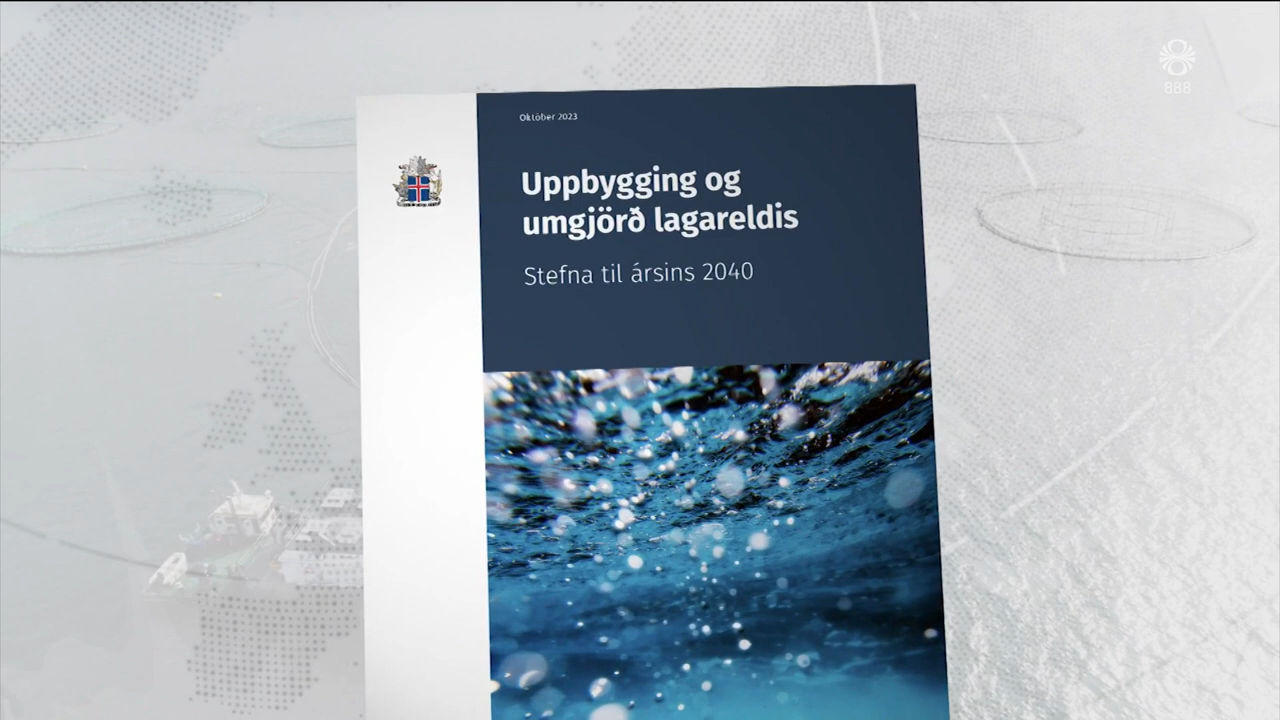 888
Október 2023
Uppbygging og
umgjörð lagareldis
Stefna til ársins 2040